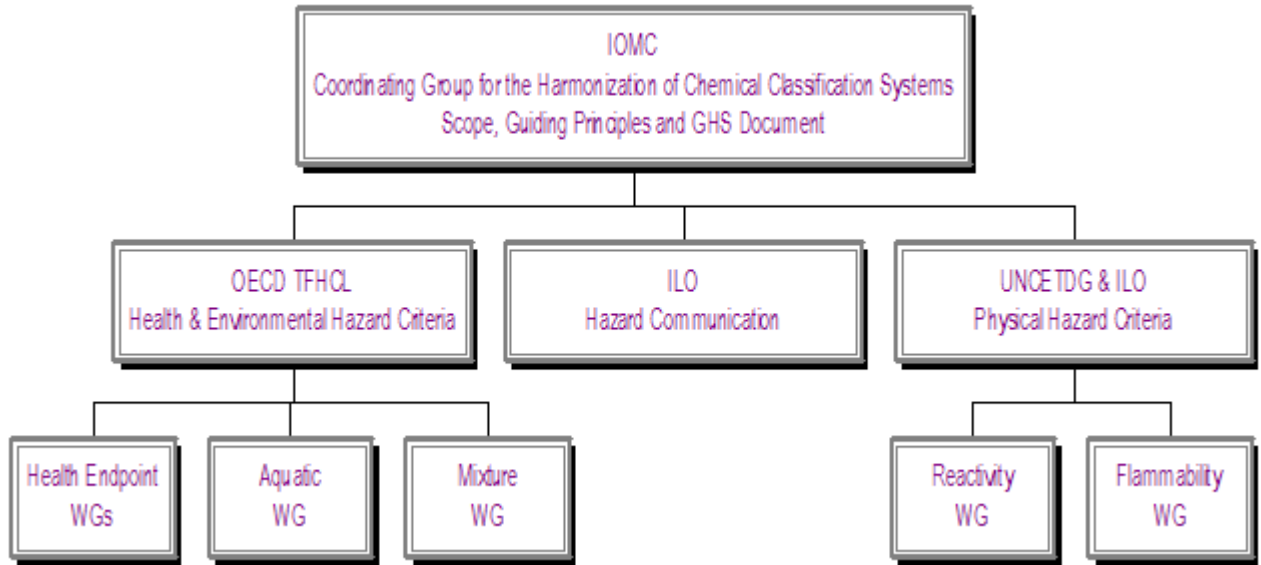 IOMC
Coordinating Group for the Harmonization of Chemical Classification Systems
Scope, Guiding Principles and GHS Document
OECD TFHCL
Health & Environmental Hazard Criteria
ILO
Hazard Communication
UNCETDG & ILO
Physical Hazard Criteria
Health Endpoint
WGs
Aquatic
WG
Mixture
WG
Reactivity
WG
Flammability
WG